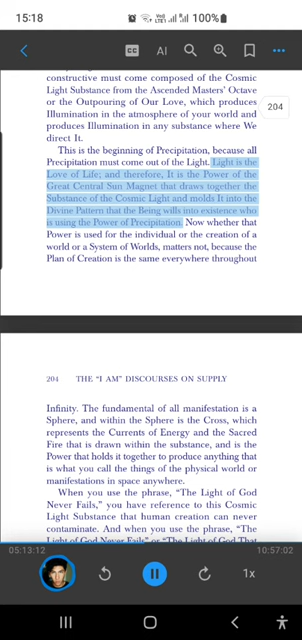 15:18
100%
CC
AI
204
constructive must come composed of the Cosmic
Light Substance from the Ascended Masters' Octave
or the Outpouring of Our Love, which produces
Illumination in the atmosphere of your world and
produces Illumination in any substance where We
direct It.
This is the beginning of Precipitation, because all
Precipitation must come out of the Light. Light is the
Love of Life; and therefore, It is the Power of the
Great Central Sun Magnet that draws together the
Substance of the Cosmic Light and molds It into the
Divine Pattern that the Being wills into existence who
is using the Power of Precipitation. Now whether that
Power is used for the individual or the creation of a
world or a System of Worlds, matters not, because the
Plan of Creation is the same everywhere throughout
204 THE "I AM" DISCOURSES ON SUPPLY
Infinity. The fundamental of all manifestation is a
Sphere, and within the Sphere is the Cross, which
represents the Currents of Energy and the Sacred
Fire that is drawn within the substance, and is the
Power that holds it together to produce anything that
is what you call the things of the physical world or
manifestations in space anywhere.
When you use the phrase, "The Light of God
Never Fails," you have reference to this Cosmic
Light Substance that human creation can never
contaminate. And when you use the phrase, "The
Light of God Never Fails" or "The Light of God That
05:13:12
10:57:02
1x